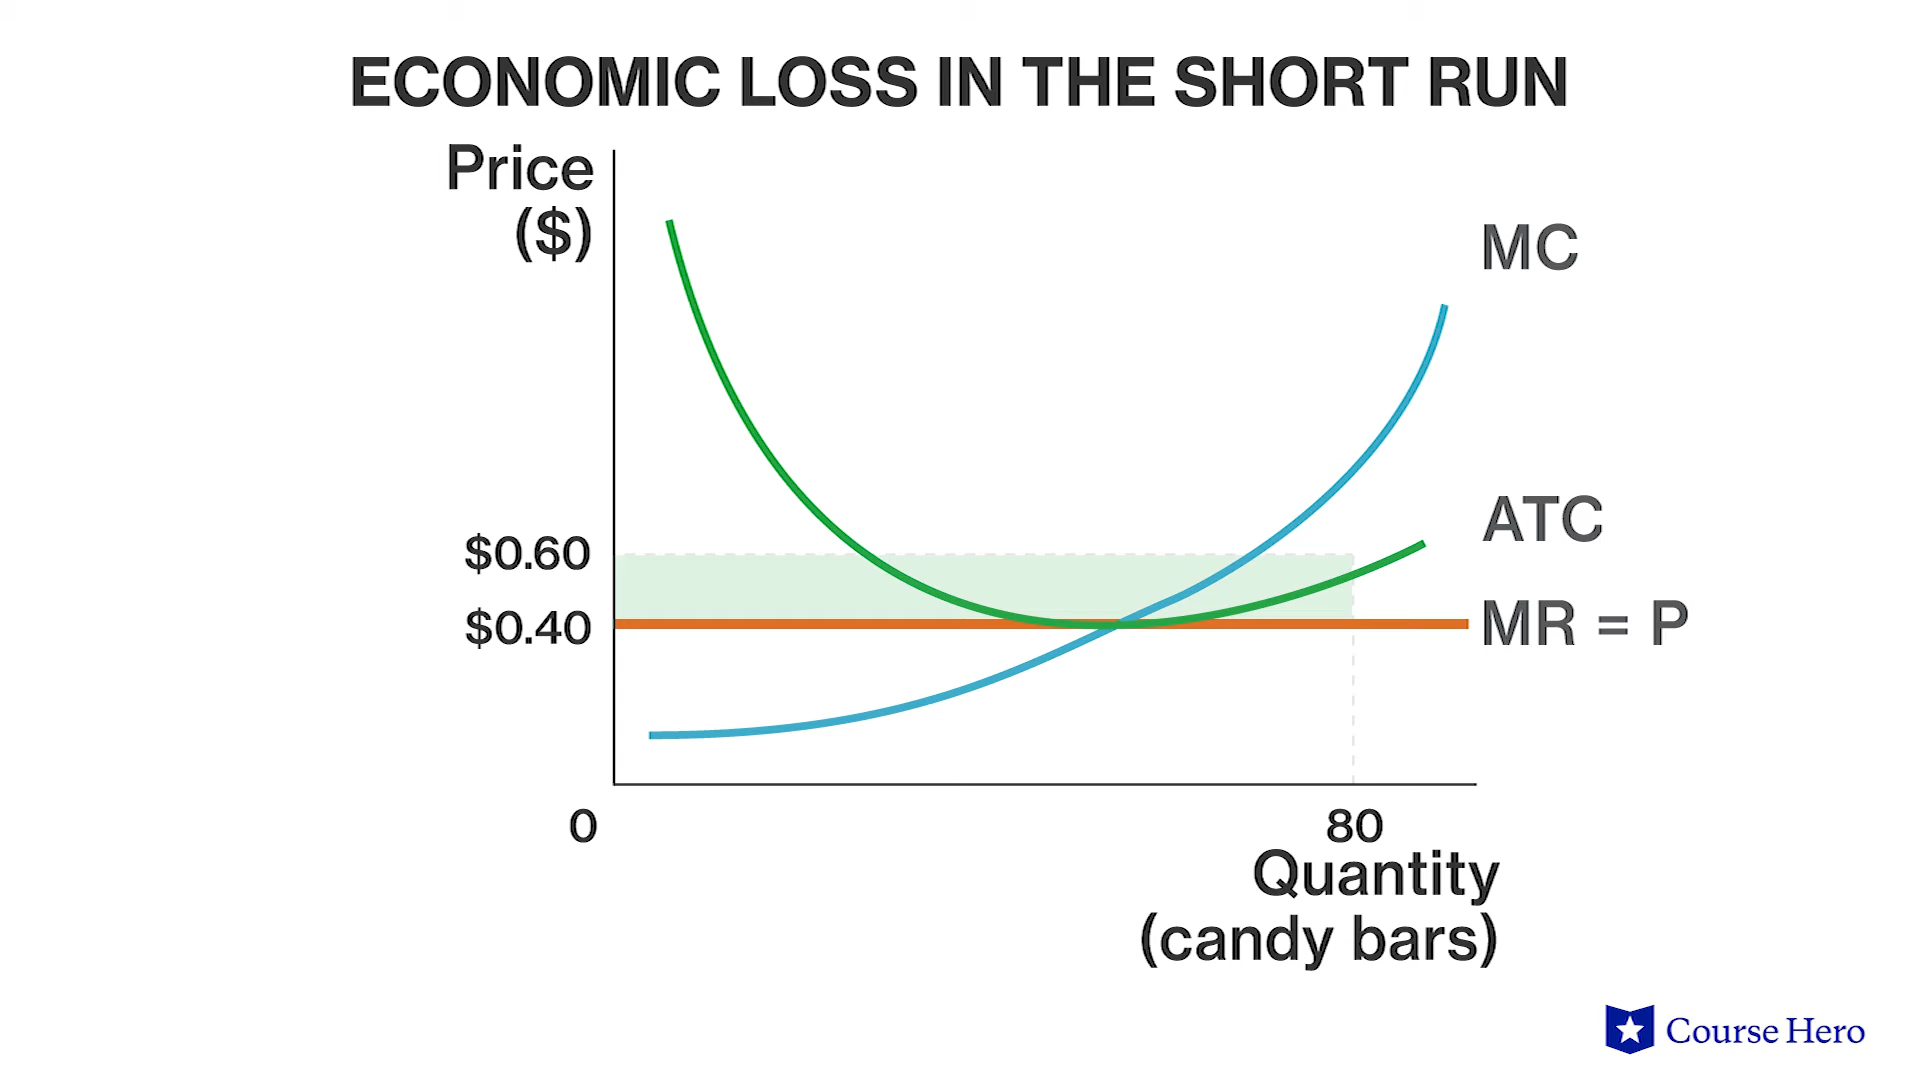 ECONOMIC LOSS IN THE SHORT RUN
Price
($)
MC
ATC
$0.60
$0.40
MR = P
0
80
Quantity
(candy bars)
Course Hero